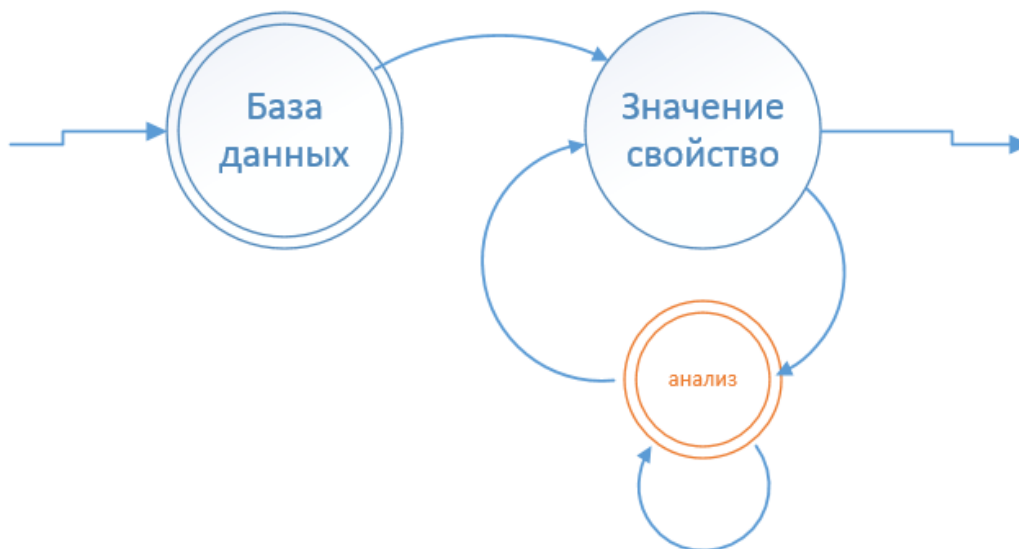 База
данных
Значение
свойство
анализ